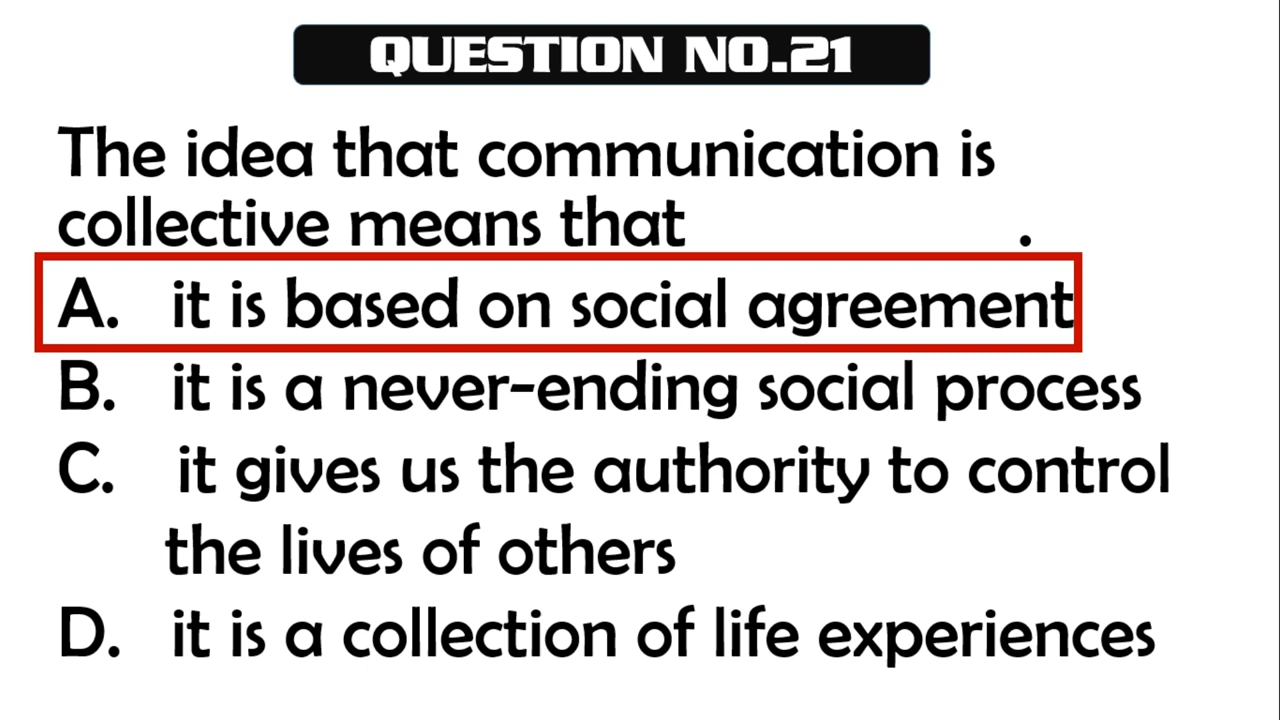 QUESTION NO.21
The idea that communication is
collective means that .
A. it is based on social agreement
B. it is a never-ending social process
C. it gives us the authority to control
the lives of others
D. it is a collection of life experiences